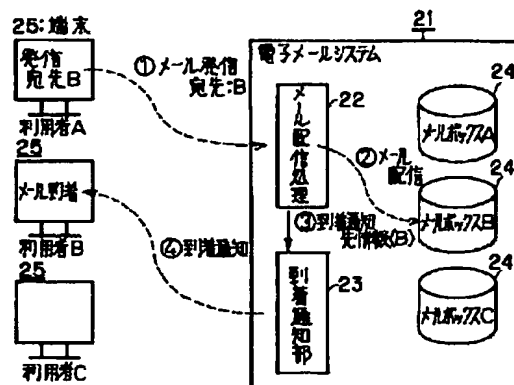 25:端末
発信
宛先B
利用者A
25
メール到着
利用者B
25
利用者C
①メール発信
宛先:B
④到着通知
21
電子メールシステム
22
メール配信処理
②メール
配信
③到着通知
先情報(B)
23
到着通知部
24
メールボックスA
24
メールボックスB
24
メールボックスC